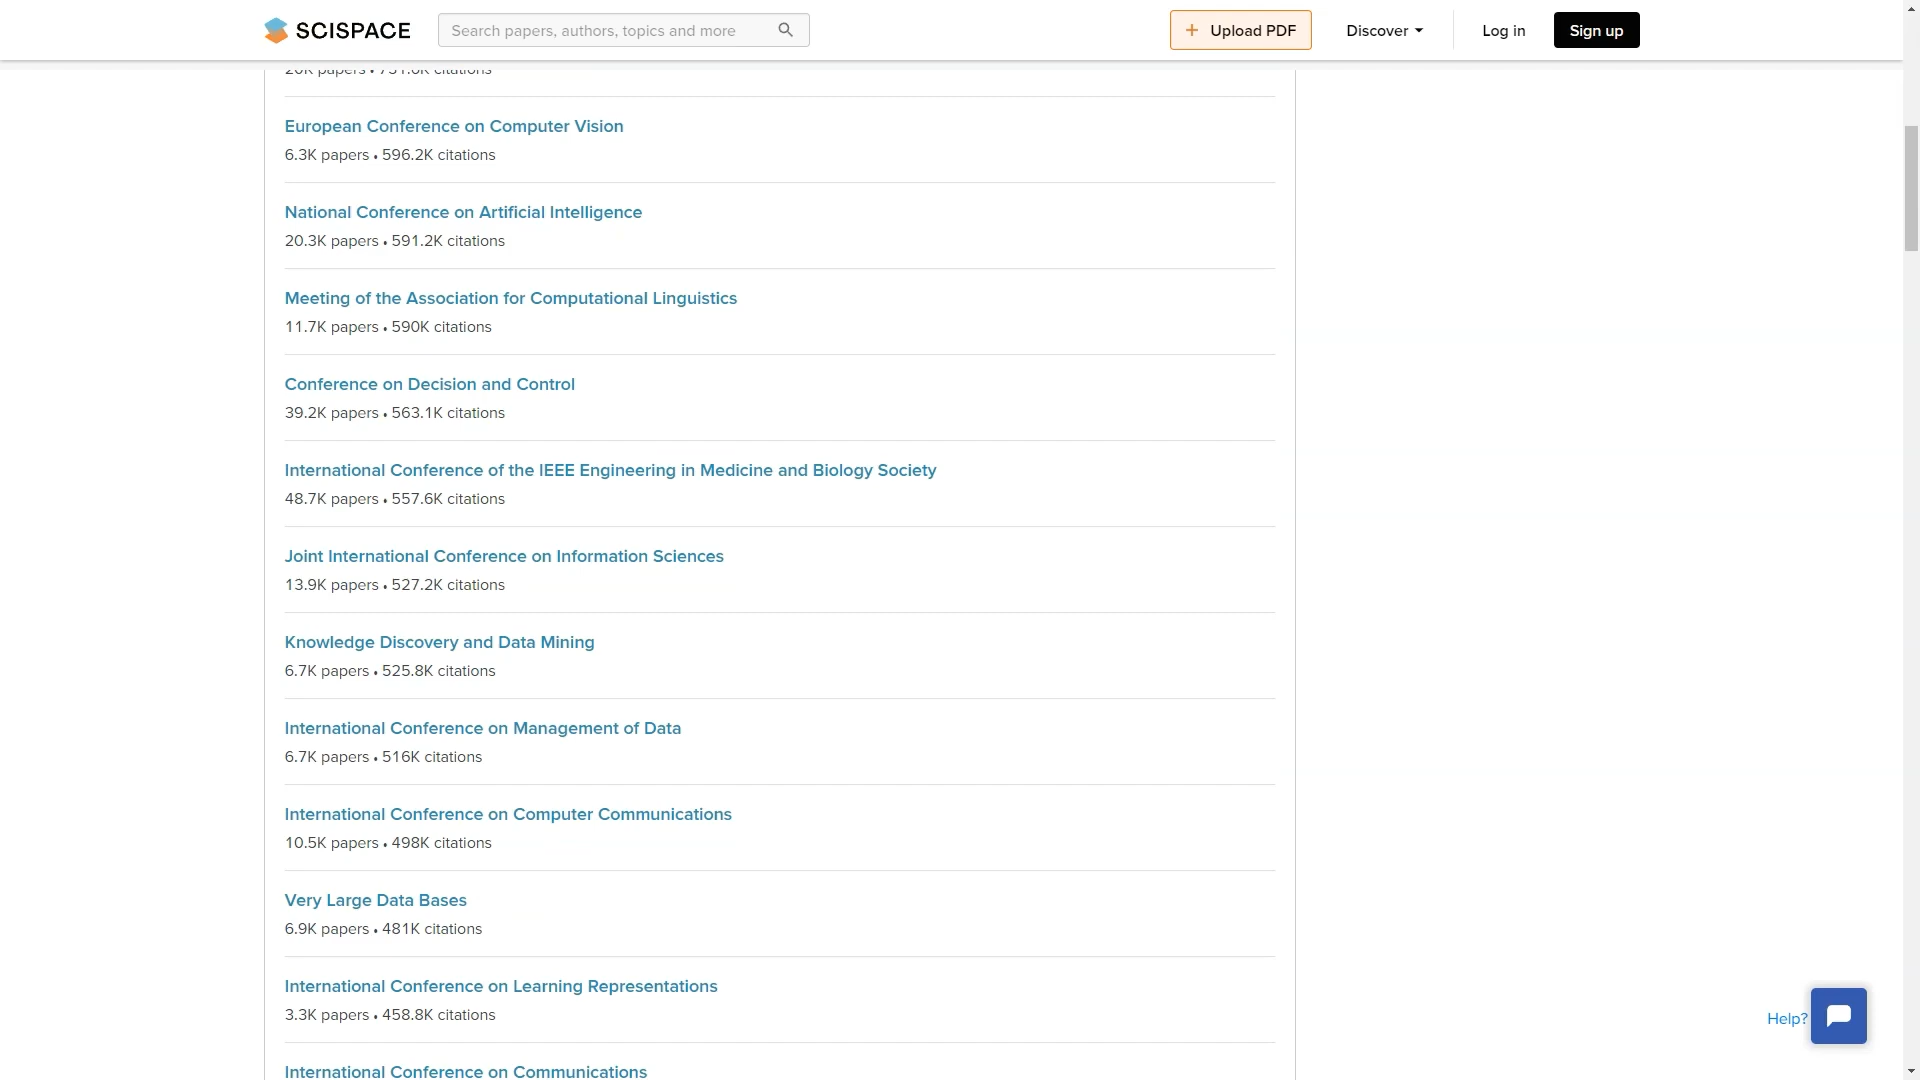 SCISPACE
Search papers, authors, topics and more
Upload PDF
Discover
Log in
Sign up
European Conference on Computer Vision
6.3K papers • 596.2K citations
National Conference on Artificial Intelligence
20.3K papers • 591.2K citations
Meeting of the Association for Computational Linguistics
11.7K papers • 590K citations
Conference on Decision and Control
39.2K papers • 563.1K citations
International Conference of the IEEE Engineering in Medicine and Biology Society
48.7K papers • 557.6K citations
Joint International Conference on Information Sciences
13.9K papers • 527.2K citations
Knowledge Discovery and Data Mining
6.7K papers • 525.8K citations
International Conference on Management of Data
6.7K papers • 516K citations
International Conference on Computer Communications
10.5K papers • 498K citations
Very Large Data Bases
6.9K papers • 481K citations
International Conference on Learning Representations
3.3K papers • 458.8K citations
Help?
International Conference on Communications